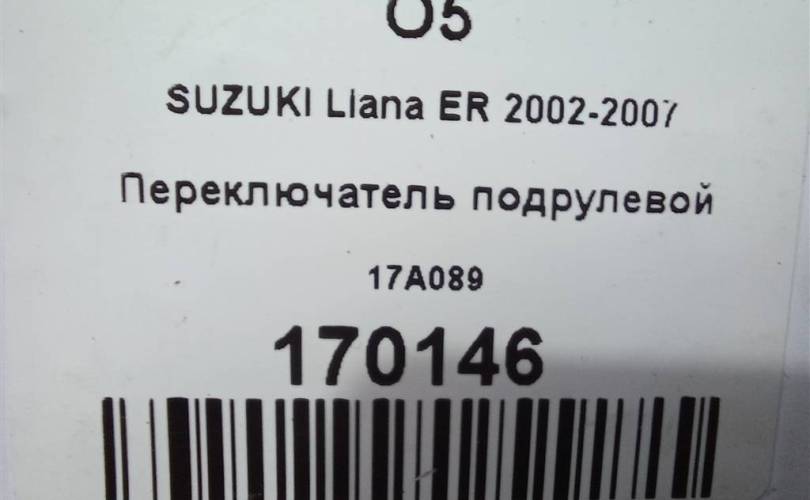 O5
SUZUKI Liana ER 2002-2007
Переключатель подрулевой
17A089
170146